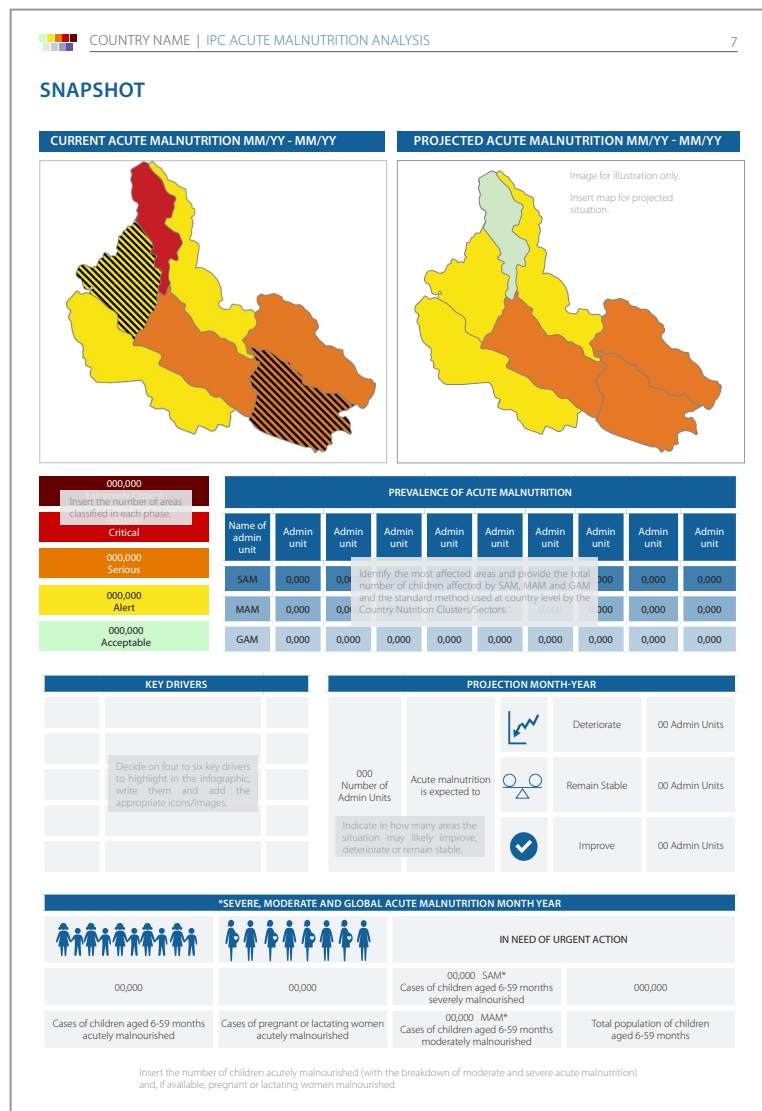 COUNTRY NAME | IPC ACUTE MALNUTRITION ANALYSIS
7
SNAPSHOT
CURRENT ACUTE MALNUTRITION MM/YY - MM/YY
PROJECTED ACUTE MALNUTRITION MM/YY - MM/YY
Image for illustration only.
Insert map for projected
situation.
000,000
Insert the number of areas
classified in each phase.
Critical
000,000
Serious
000,000
Alert
000,000
Acceptable
PREVALENCE OF ACUTE MALNUTRITION
Name of
admin
unit
Admin
unit
Admin
unit
Admin
unit
Admin
unit
Admin
unit
Admin
unit
Admin
unit
Admin
unit
Admin
unit
SAM 0,000 0,000 0,000 0,000
MAM 0,000 0,000 0,000 0,000
Identify the most affected areas and provide the total
number of children affected by SAM, MAM and GAM
and the standard method used at country level by the
Country Nutrition Clusters/Sectors.
GAM 0,000 0,000 0,000 0,000 0,000 0,000 0,000 0,000 0,000
KEY DRIVERS
Decide on four to six key drivers
to highlight in the infographic,
write them and add the
appropriate icons/images.
PROJECTION MONTH-YEAR
000
Number of
Admin Units
Acute malnutrition
is expected to
Deteriorate
00 Admin Units
Remain Stable
00 Admin Units
Improve
00 Admin Units
Indicate in how many areas the
situation may likely improve,
deteriorate or remain stable.
*SEVERE, MODERATE AND GLOBAL ACUTE MALNUTRITION MONTH YEAR
IN NEED OF URGENT ACTION
00,000
00,000
00,000 SAM*
Cases of children aged 6-59 months
severely malnourished
000,000
Cases of children aged 6-59 months
acutely malnourished
Cases of pregnant or lactating women
acutely malnourished
00,000 MAM*
Cases of children aged 6-59 months
moderately malnourished
Total population of children
aged 6-59 months
Insert the number of children acutely malnourished (with the breakdown of moderate and severe acute malnutrition)
and, if available, pregnant or lactating women malnourished.